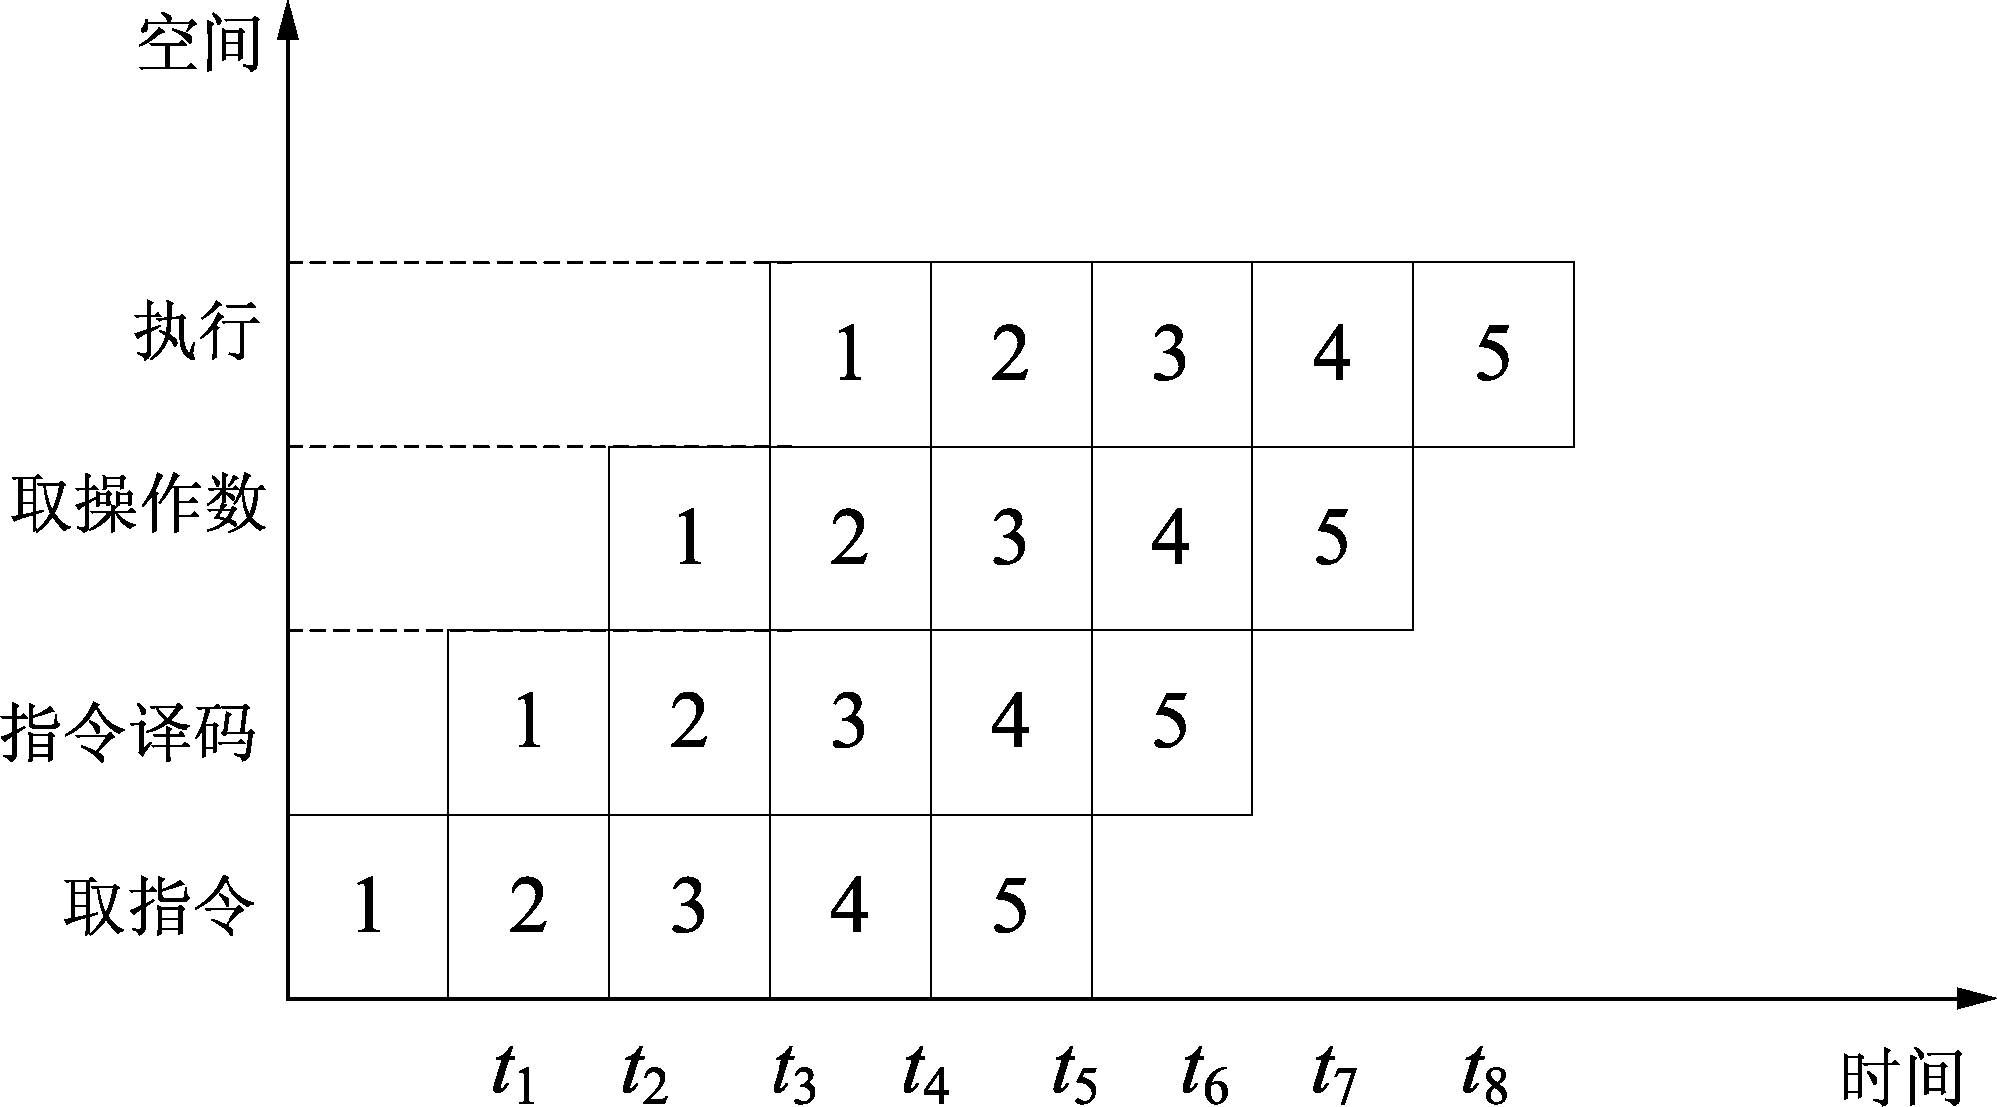 空间
执行 1 2 3 4 5
取操作数 1 2 3 4 5
指令译码 1 2 3 4 5
取指令 1 2 3 4 5
t1 t2 t3 t4 t5 t6 t7 t8 时间